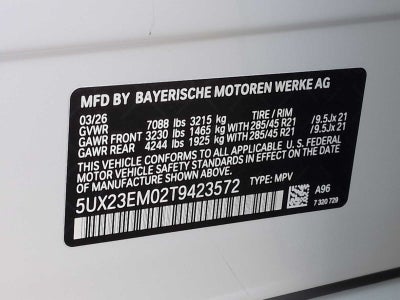 MFD BY BAYERISCHE MOTOREN WERKE AG
03/26 TIRE / RIM
GVWR 7088 lbs 3215 kg
GAWR FRONT 3230 lbs 1465 kg WITH 285/45 R21 / 9.5Jx 21
GAWR REAR 4244 lbs 1925 kg WITH 285/45 R21 / 9.5Jx 21
THIS VEHICLE CONFORMS TO ALL APPLICABLE U.S. FEDERAL
MOTOR VEHICLE SAFETY STANDARDS IN EFFECT ON
THE DATE OF MANUFACTURE SHOWN ABOVE.
5UX23EM02T9423572 TYPE: MPV
A96
7 320 729